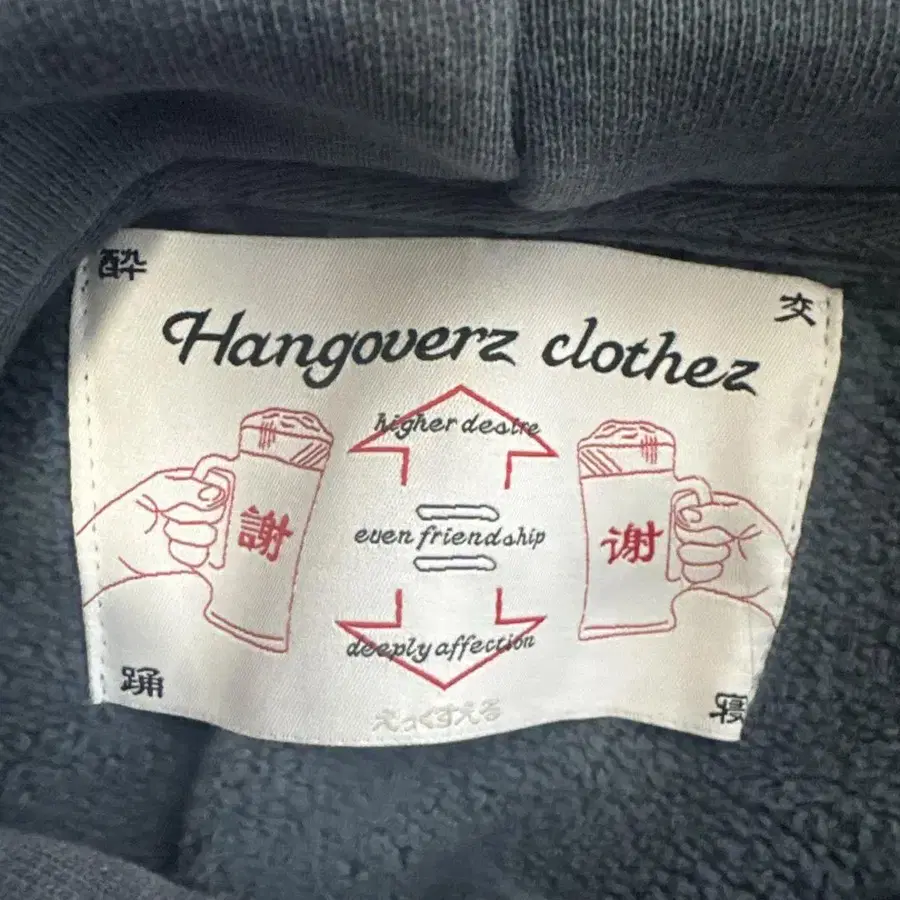 酔
交
Hangoverz clothez
higher desire
謝
even friendship
谢
deeply affection
踊
寝
えっくすえる